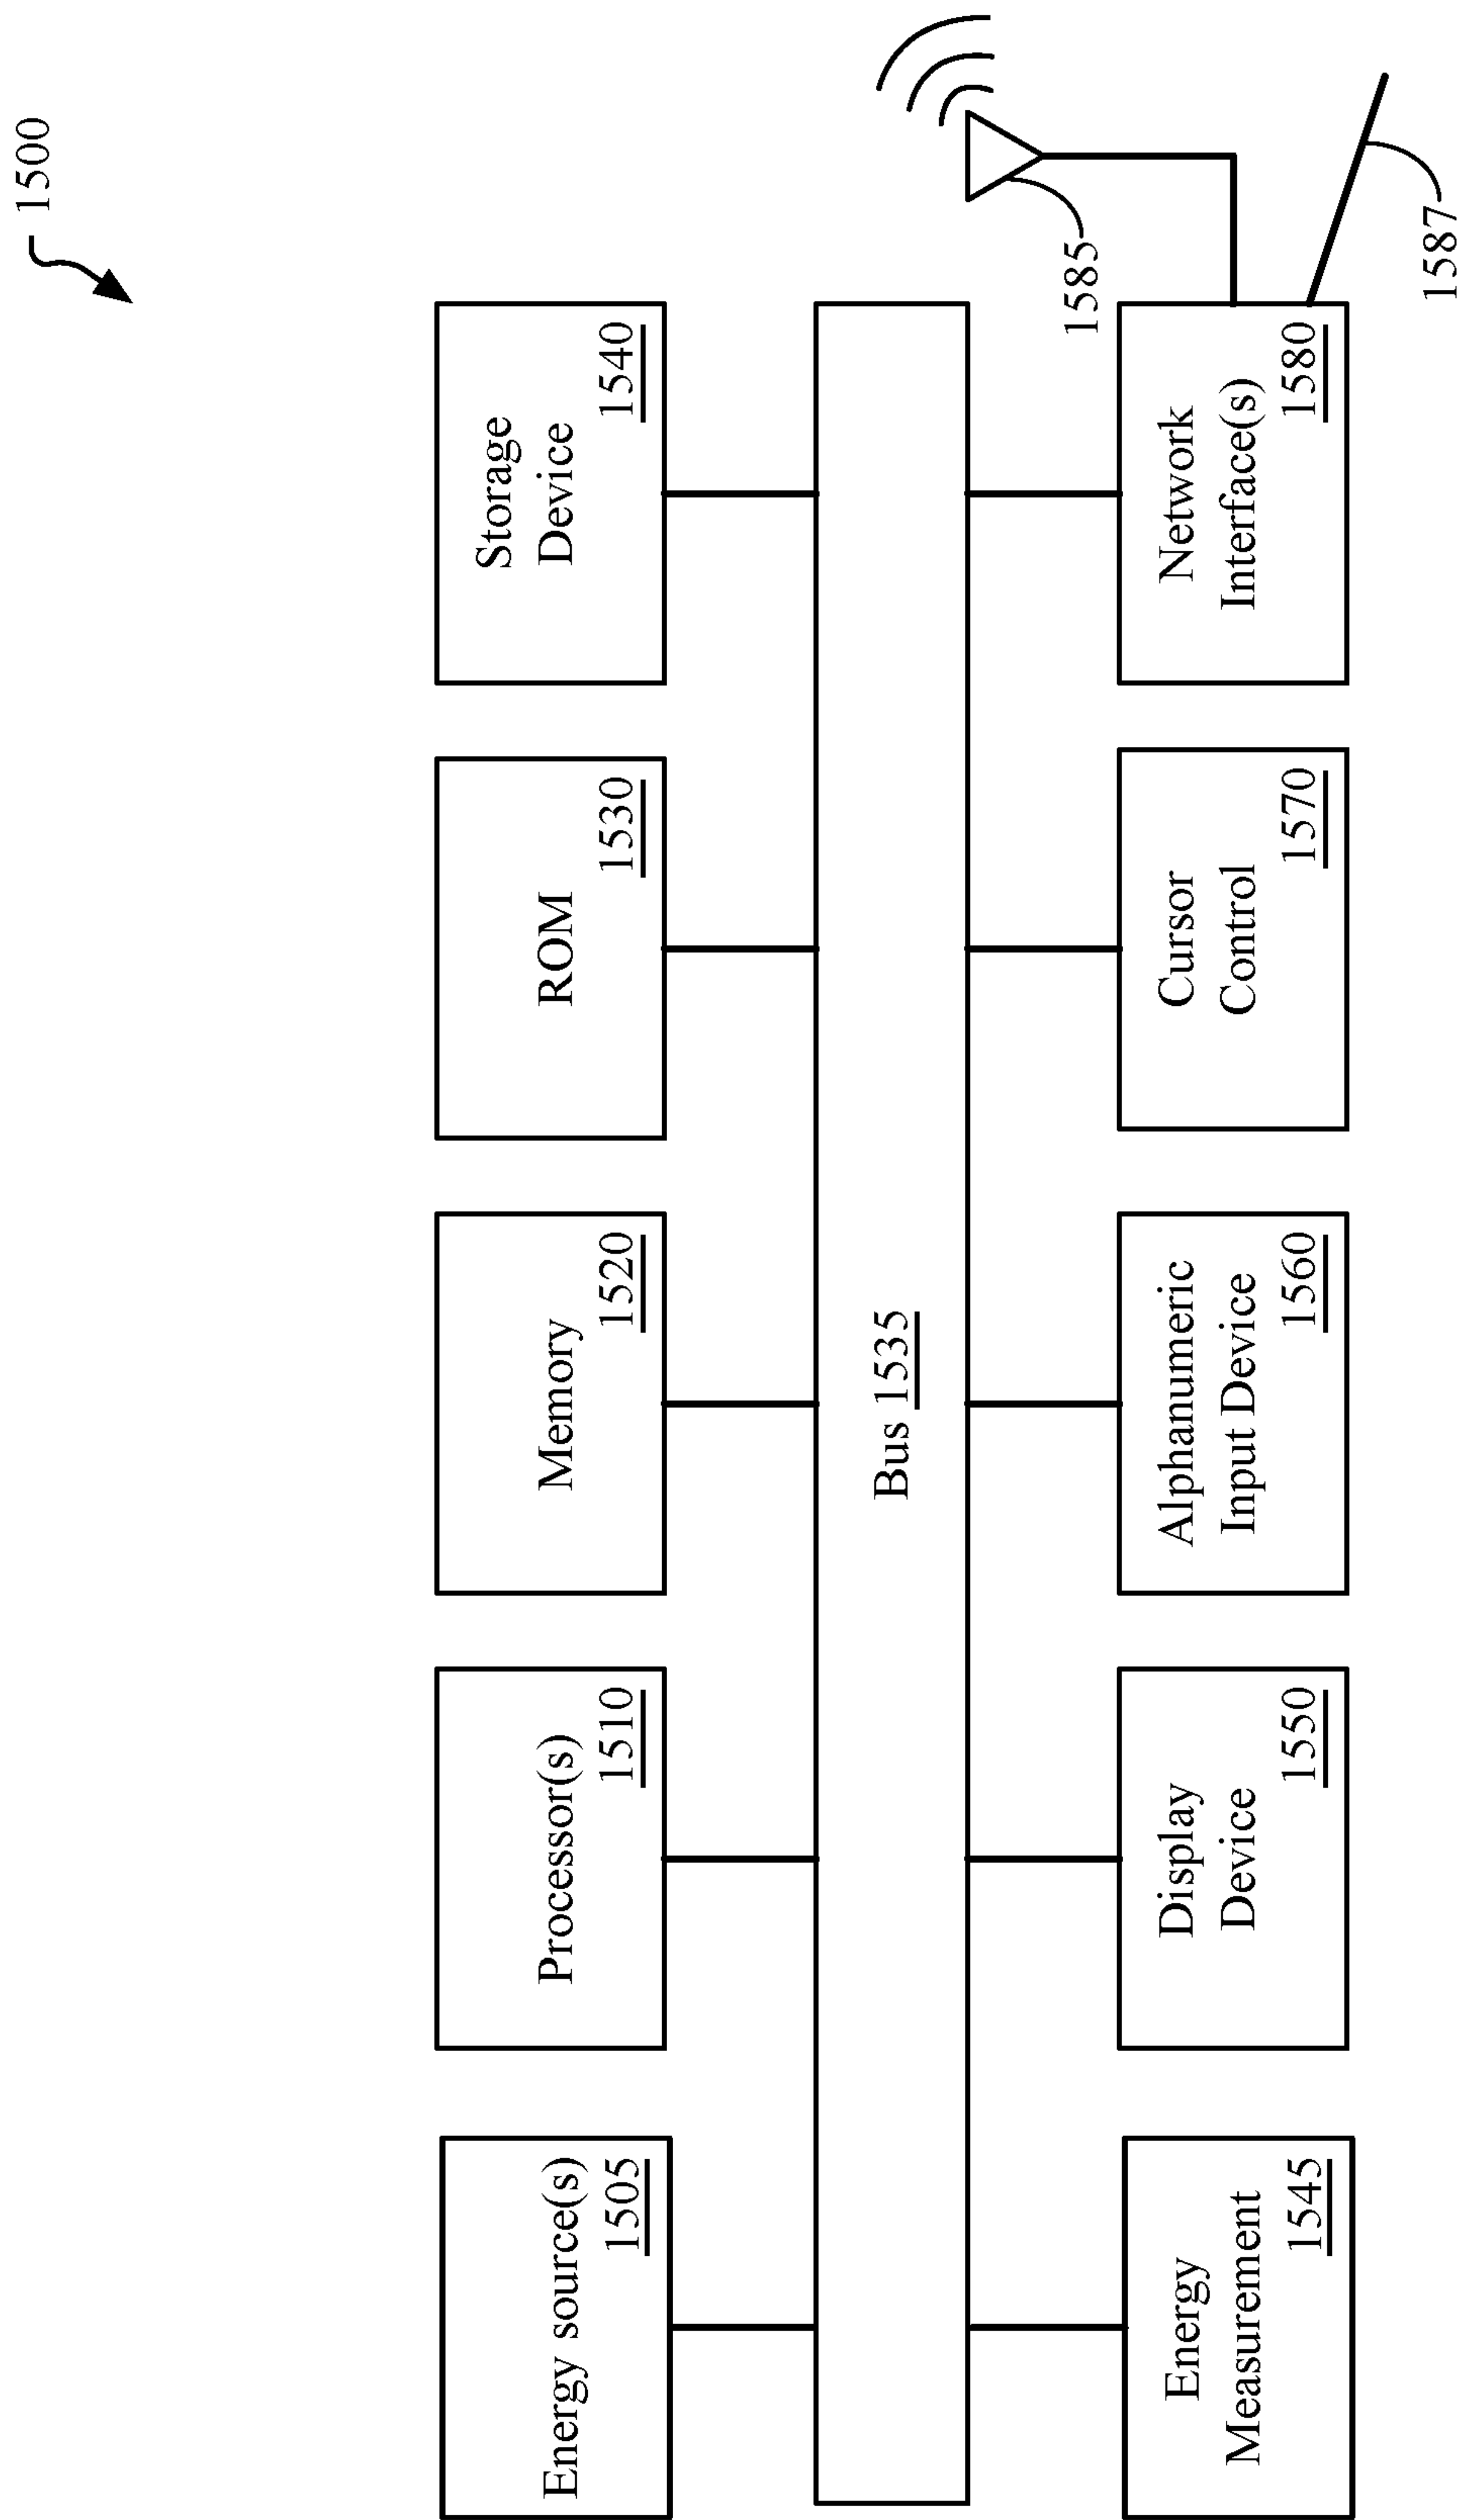 1500
Energy source(s)
1505
Processor(s)
1510
Memory
1520
ROM
1530
Storage
Device
1540
Bus 1535
Energy
Measurement
1545
Display
Device
1550
Alphanumeric
Input Device
1560
Cursor
Control
1570
Network
Interface(s)
1580
1585
1587